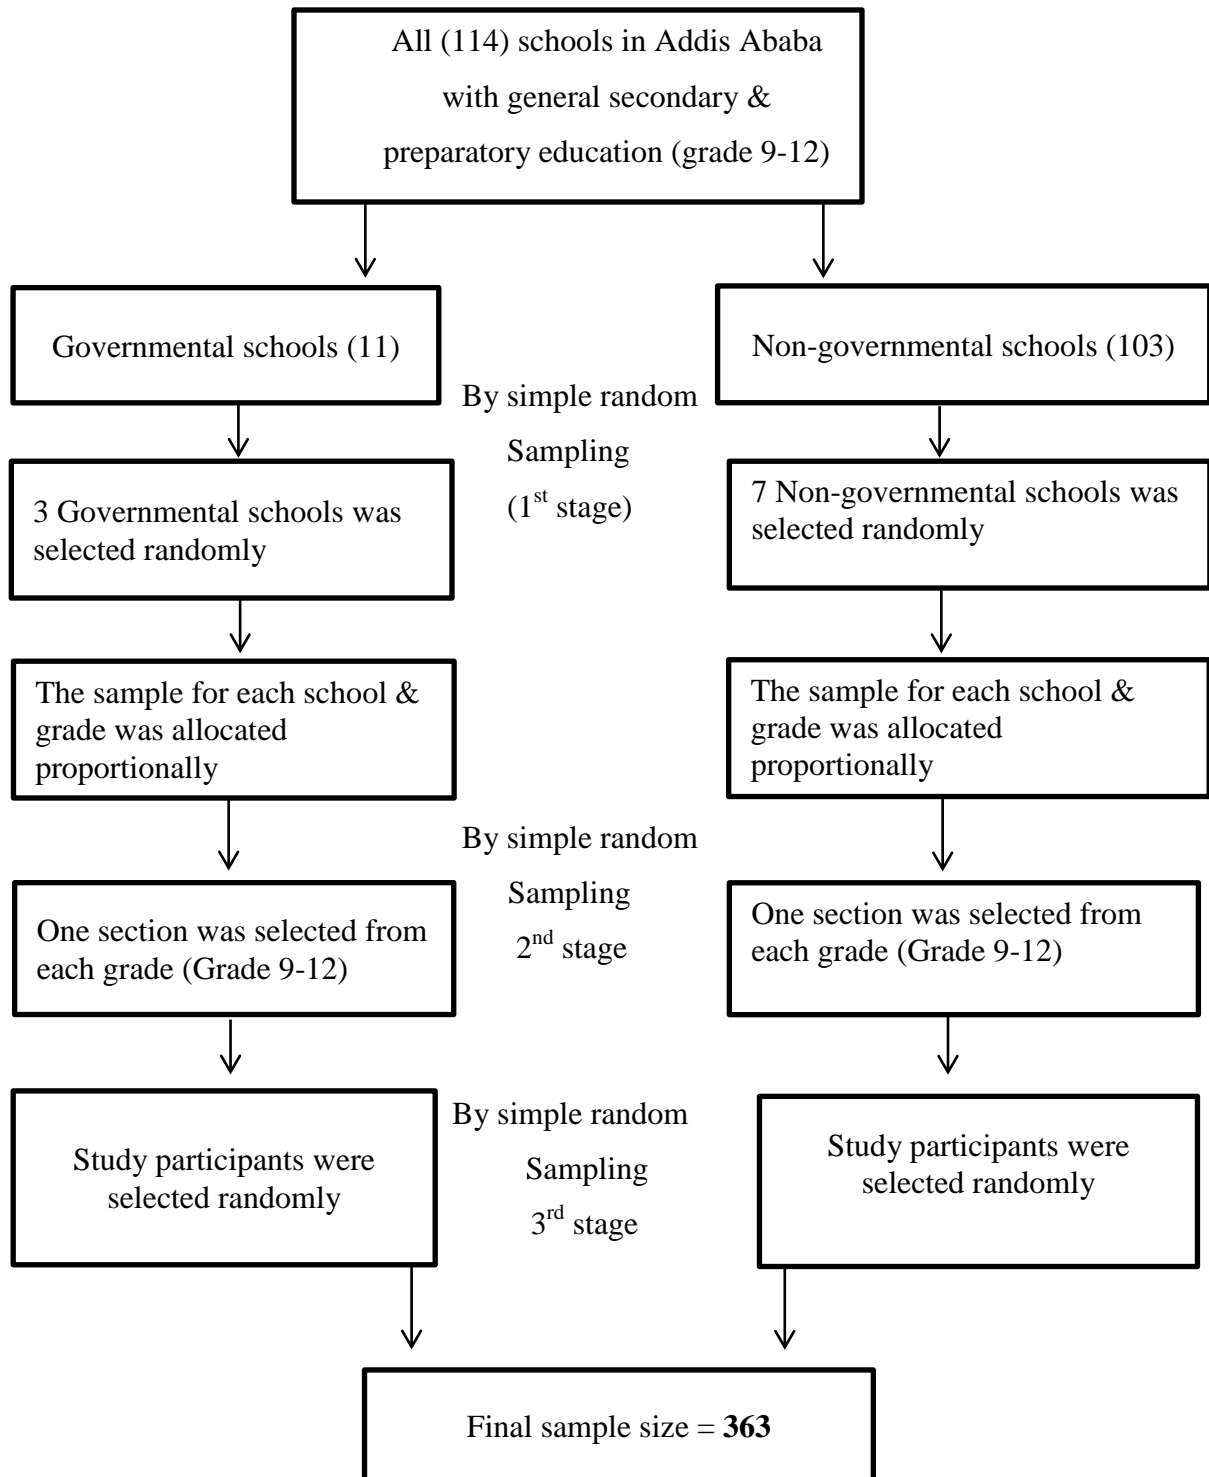 All (114) schools in Addis Ababa
with general secondary &
preparatory education (grade 9-12)
Governmental schools (11)
Non-governmental schools (103)
By simple random
Sampling
(1st stage)
3 Governmental schools was
selected randomly
7 Non-governmental schools was
selected randomly
The sample for each school &
grade was allocated
proportionally
The sample for each school &
grade was allocated
proportionally
By simple random
Sampling
2nd stage
One section was selected from
each grade (Grade 9-12)
One section was selected from
each grade (Grade 9-12)
By simple random
Sampling
3rd stage
Study participants were
selected randomly
Study participants were
selected randomly
Final sample size = 363